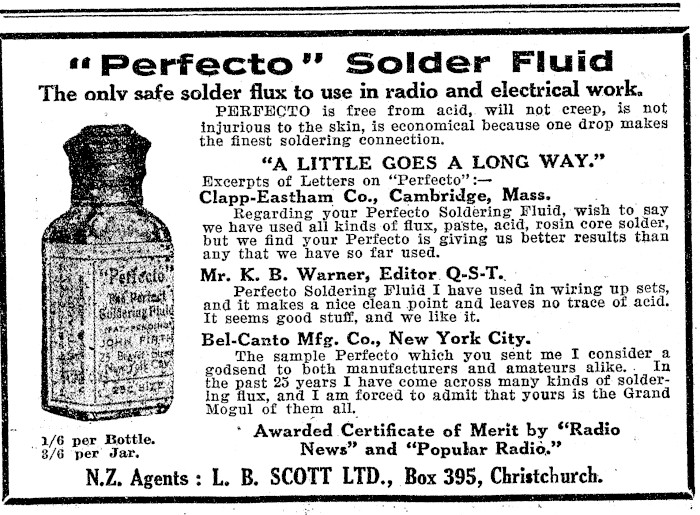 "Perfecto" Solder Fluid
The only safe solder flux to use in radio and electrical work.
PERFECTO is free from acid, will not creep, is not
injurious to the skin, is economical because one drop makes
the finest soldering connection.
"A LITTLE GOES A LONG WAY."
Excerpts of Letters on "Perfecto":—
Clapp-Eastham Co., Cambridge, Mass.
Regarding your Perfecto Soldering Fluid, wish to say
we have used all kinds of flux, paste, acid, rosin core solder,
but we find your Perfecto is giving us better results than
any that we have so far used.
Mr. K. B. Warner, Editor Q-S-T.
Perfecto Soldering Fluid I have used in wiring up sets,
and it makes a nice clean point and leaves no trace of acid.
It seems good stuff, and we like it.
Bel-Canto Mfg. Co., New York City.
The sample Perfecto which you sent me I consider a
godsend to both manufacturers and amateurs alike. In
the past 25 years I have come across many kinds of solder-
ing flux, and I am forced to admit that yours is the Grand
Mogul of them all.
Awarded Certificate of Merit by "Radio
News" and "Popular Radio."
"Perfecto"
The Perfect
Soldering Fluid
JOHN FIRTH
25 Beaver Street
New York City
1/6 per Bottle.
3/6 per Jar.
N.Z. Agents : L. B. SCOTT LTD., Box 395, Christchurch.